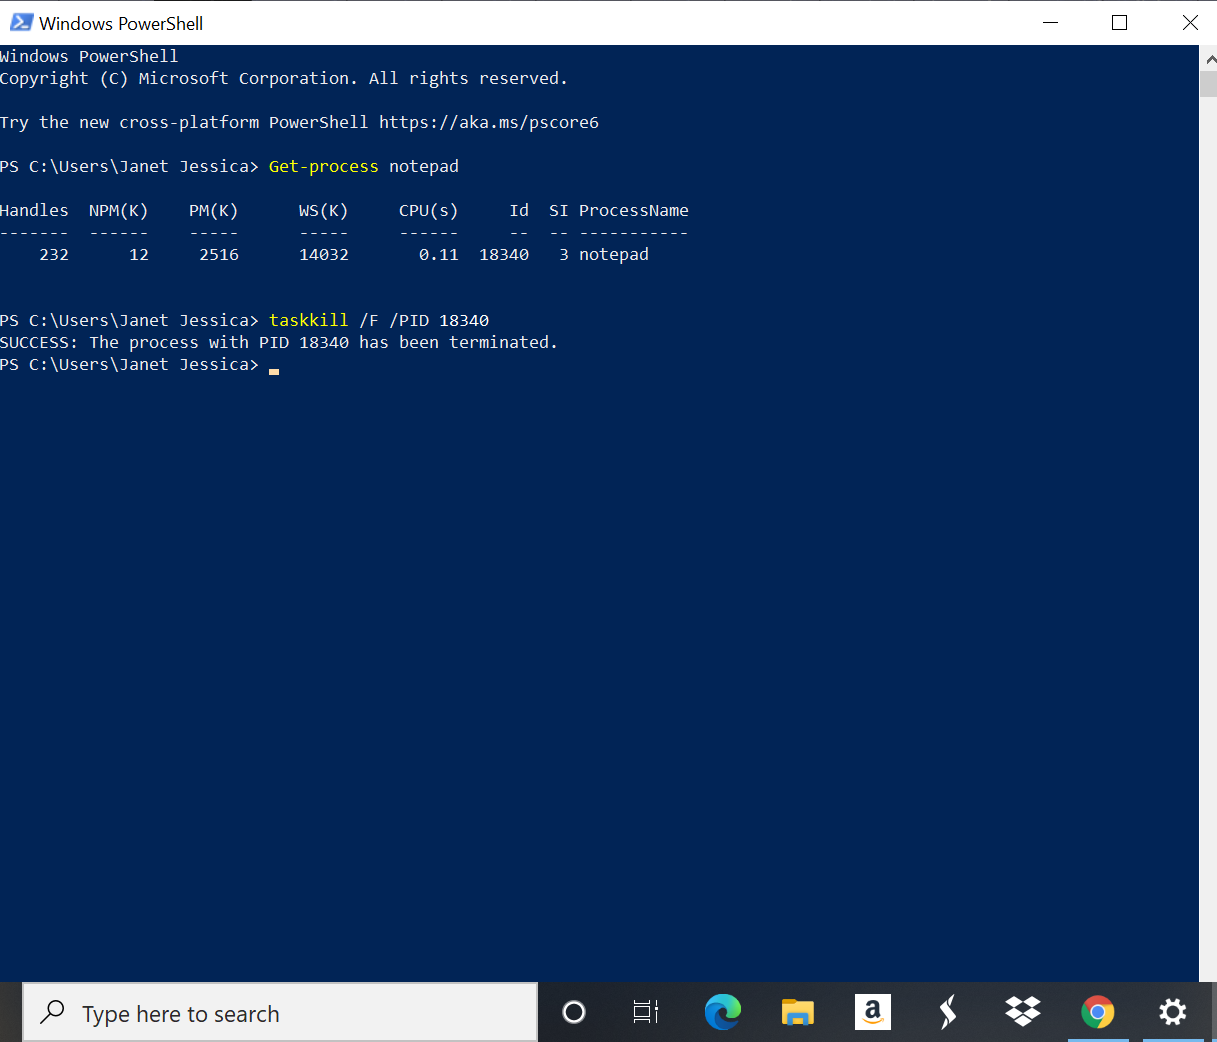 Windows PowerShell
Windows PowerShell
Copyright (C) Microsoft Corporation. All rights reserved.
Try the new cross-platform PowerShell https://aka.ms/pscore6
PS C:\Users\Janet Jessica> Get-process notepad
Handles  NPM(K)    PM(K)      WS(K)     CPU(s)     Id  SI ProcessName
-------  ------    -----      -----     ------     --  -- -----------
    232      12     2516      14032       0.11  18340   3 notepad
PS C:\Users\Janet Jessica> taskkill /F /PID 18340
SUCCESS: The process with PID 18340 has been terminated.
PS C:\Users\Janet Jessica>
Type here to search
a